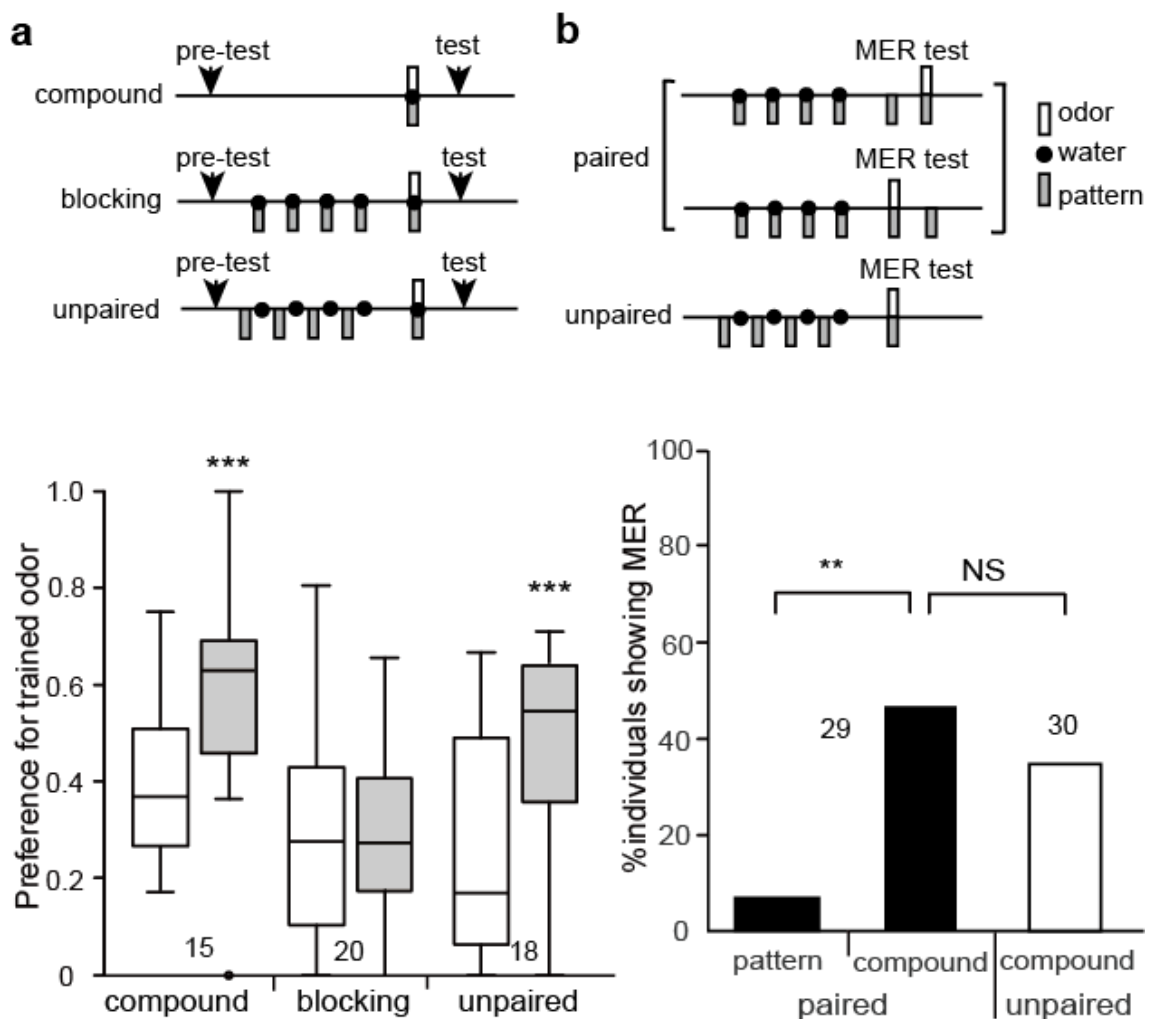 a
pre-test
test
compound
pre-test
test
blocking
pre-test
test
unpaired
b
MER test
MER test
paired
MER test
unpaired
odor
water
pattern
Preference for trained odor
1.0
0.8
0.6
0.4
0.2
0
***
***
15
20
18
compound
blocking
unpaired
%individuals showing MER
100
80
60
40
20
0
**
NS
29
30
pattern
compound
compound
paired
unpaired